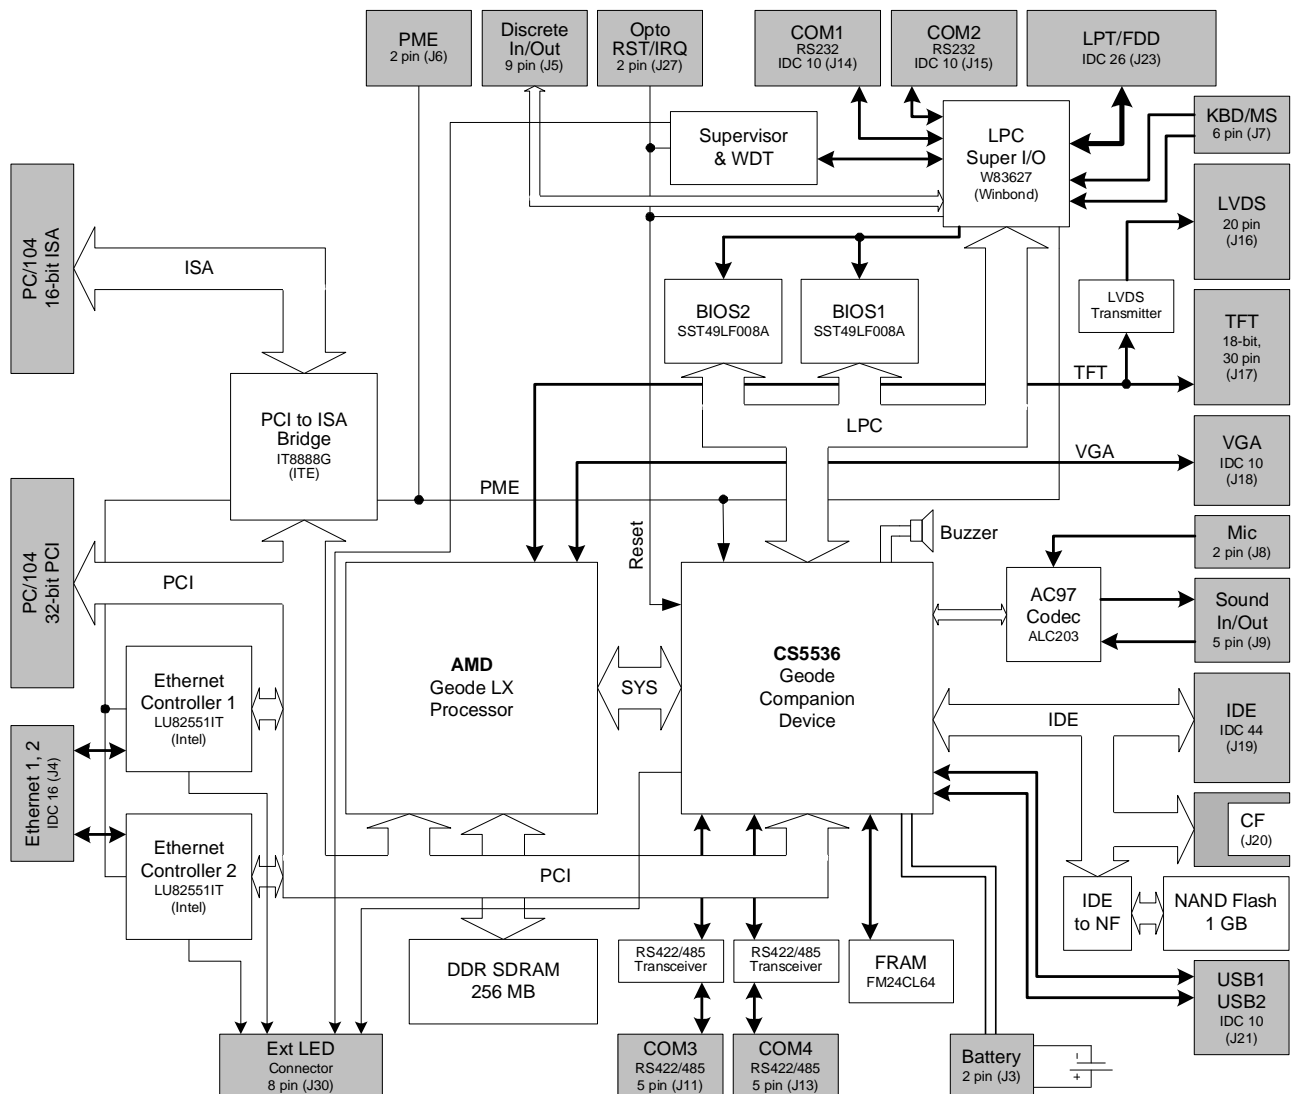 PME
2 pin (J6)
Discrete
In/Out
9 pin (J5)
Opto
RST/IRQ
2 pin (J27)
COM1
RS232
IDC 10 (J14)
COM2
RS232
IDC 10 (J15)
LPT/FDD
IDC 26 (J23)
KBD/MS
6 pin (J7)
Supervisor
& WDT
LPC
Super I/O
W83627
(Winbond)
PC/104
16-bit ISA
ISA
LVDS
20 pin
(J16)
BIOS2
SST49LF008A
BIOS1
SST49LF008A
LVDS
Transmitter
TFT
18-bit,
30 pin
(J17)
TFT
PCI to ISA
Bridge
IT8888G
(ITE)
LPC
VGA
VGA
IDC 10
(J18)
PME
Reset
Buzzer
Mic
2 pin (J8)
PC/104
32-bit PCI
PCI
AC97
Codec
ALC203
Sound
In/Out
5 pin (J9)
AMD
Geode LX
Processor
SYS
CS5536
Geode
Companion
Device
Ethernet
Controller 1
LU82551IT
(Intel)
IDE
IDE
IDC 44
(J19)
Ethernet 1, 2
IDC 16 (J4)
Ethernet
Controller 2
LU82551IT
(Intel)
PCI
CF
(J20)
IDE
to NF
NAND Flash
1 GB
DDR SDRAM
256 MB
RS422/485
Transceiver
RS422/485
Transceiver
FRAM
FM24CL64
USB1
USB2
IDC 10
(J21)
Ext LED
Connector
8 pin (J30)
COM3
RS422/485
5 pin (J11)
COM4
RS422/485
5 pin (J13)
Battery
2 pin (J3)
-
+